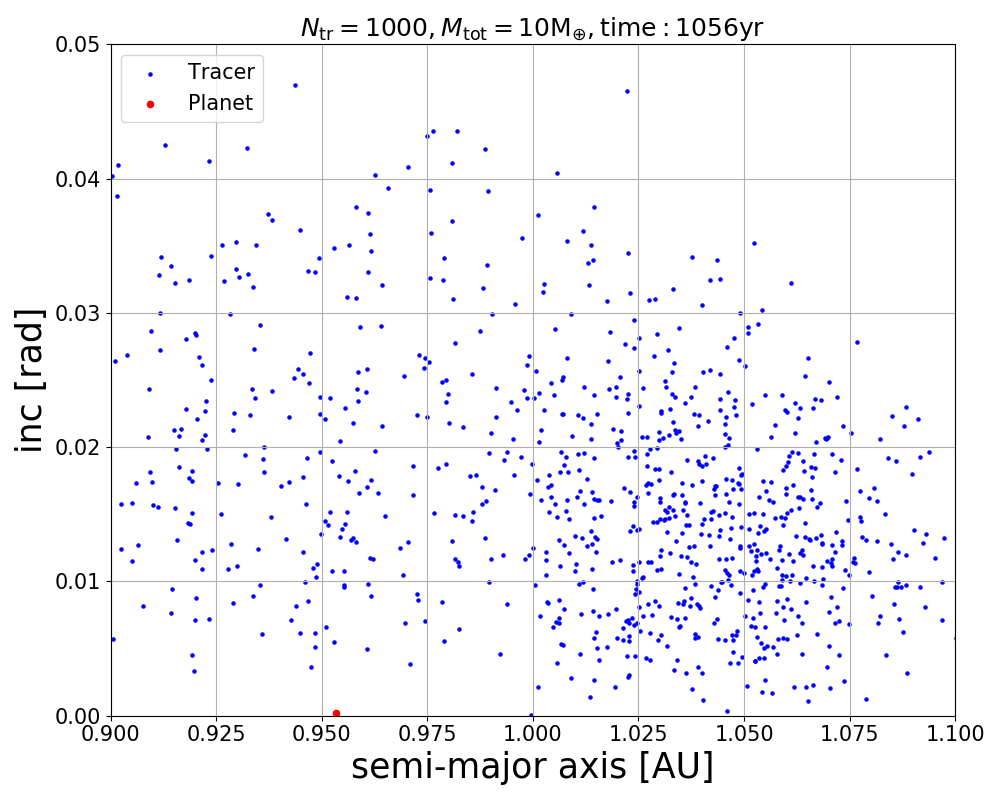 N_tr = 1000, M_tot = 10M_⊕, time : 1056yr
0.05
Tracer
Planet
0.04
0.03
0.02
0.01
0.00
inc [rad]
0.900 0.925 0.950 0.975 1.000 1.025 1.050 1.075 1.100
semi-major axis [AU]